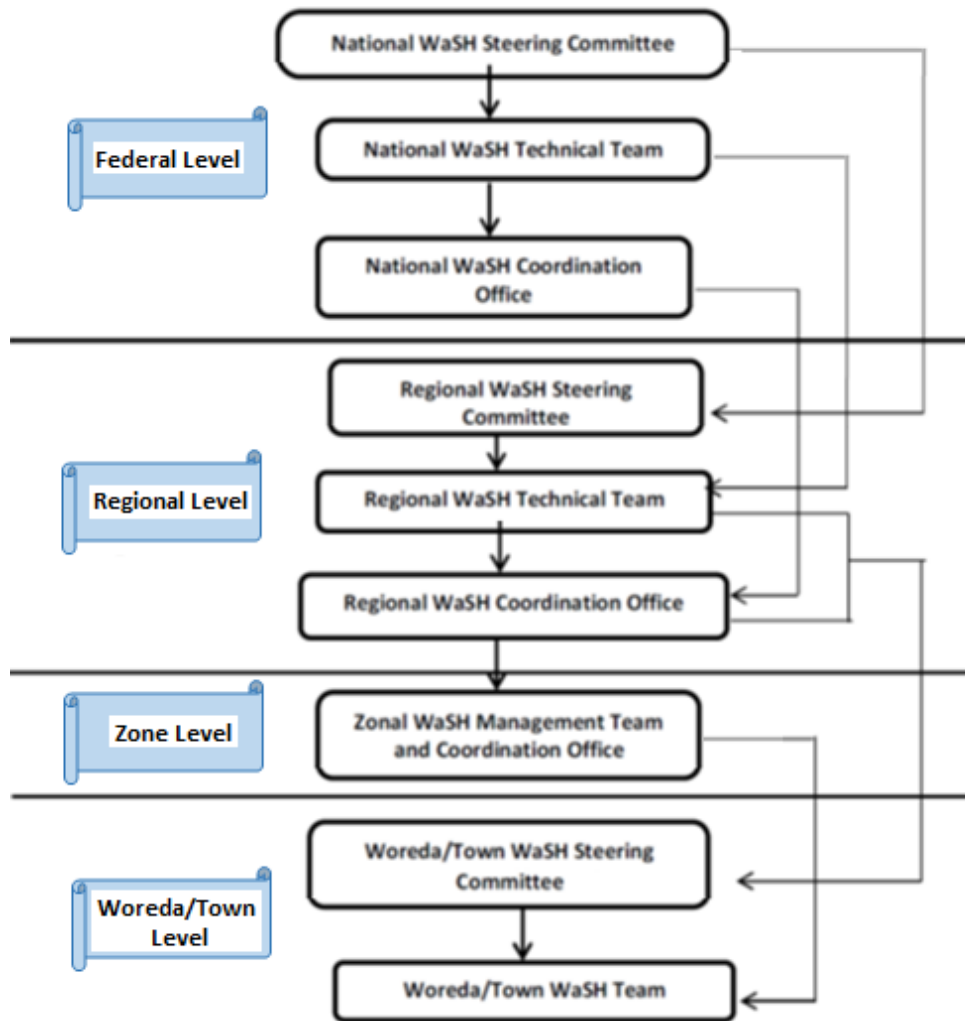 National WaSH Steering Committee
Federal Level
National WaSH Technical Team
National WaSH Coordination
Office
Regional WaSH Steering
Committee
Regional Level
Regional WaSH Technical Team
Regional WaSH Coordination Office
Zone Level
Zonal WaSH Management Team
and Coordination Office
Woreda/Town WaSH Steering
Committee
Woreda/Town
Level
Woreda/Town WaSH Team